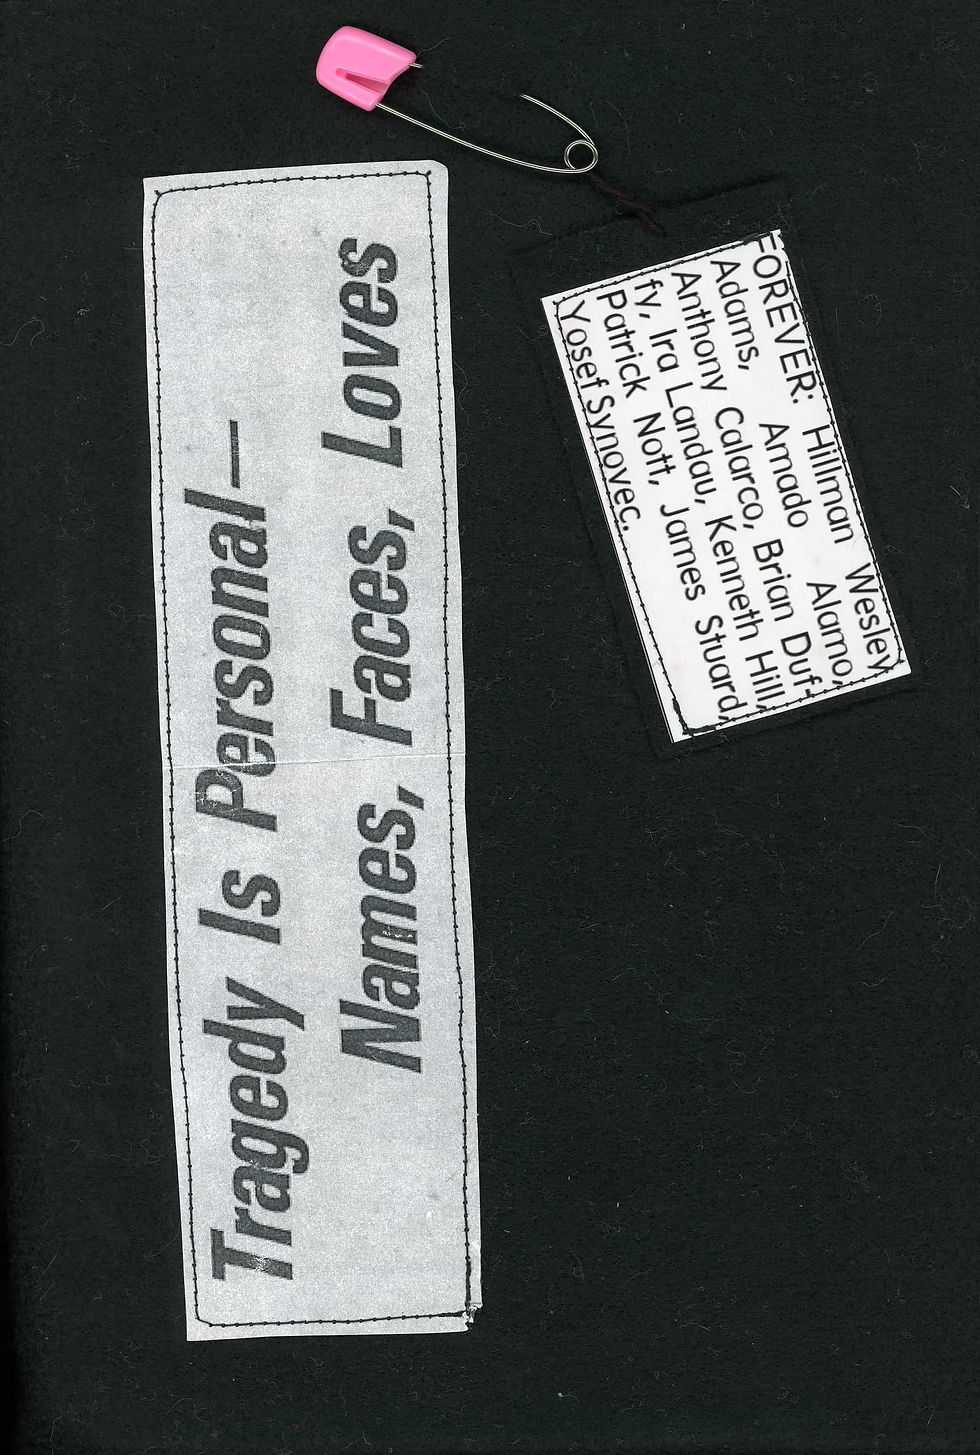 Tragedy Is Personal—
Names, Faces, Loves
FOREVER: Hillman Wesley
Adams, Amado Alamo,
Anthony Calarco, Brian Duf-
fy, Ira Landau, Kenneth Hill,
Patrick Nott, James Stuard,
Yosef Synovec.